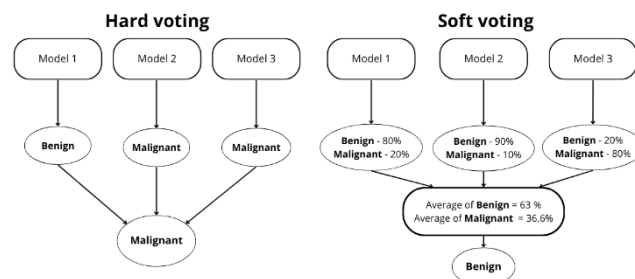 Hard voting
Model 1
Model 2
Model 3
Benign
Malignant
Malignant
Malignant
Soft voting
Model 1
Model 2
Model 3
Benign - 80%
Malignant - 20%
Benign - 90%
Malignant - 10%
Benign - 20%
Malignant - 80%
Average of Benign = 63 %
Average of Malignant = 36.6%
Benign